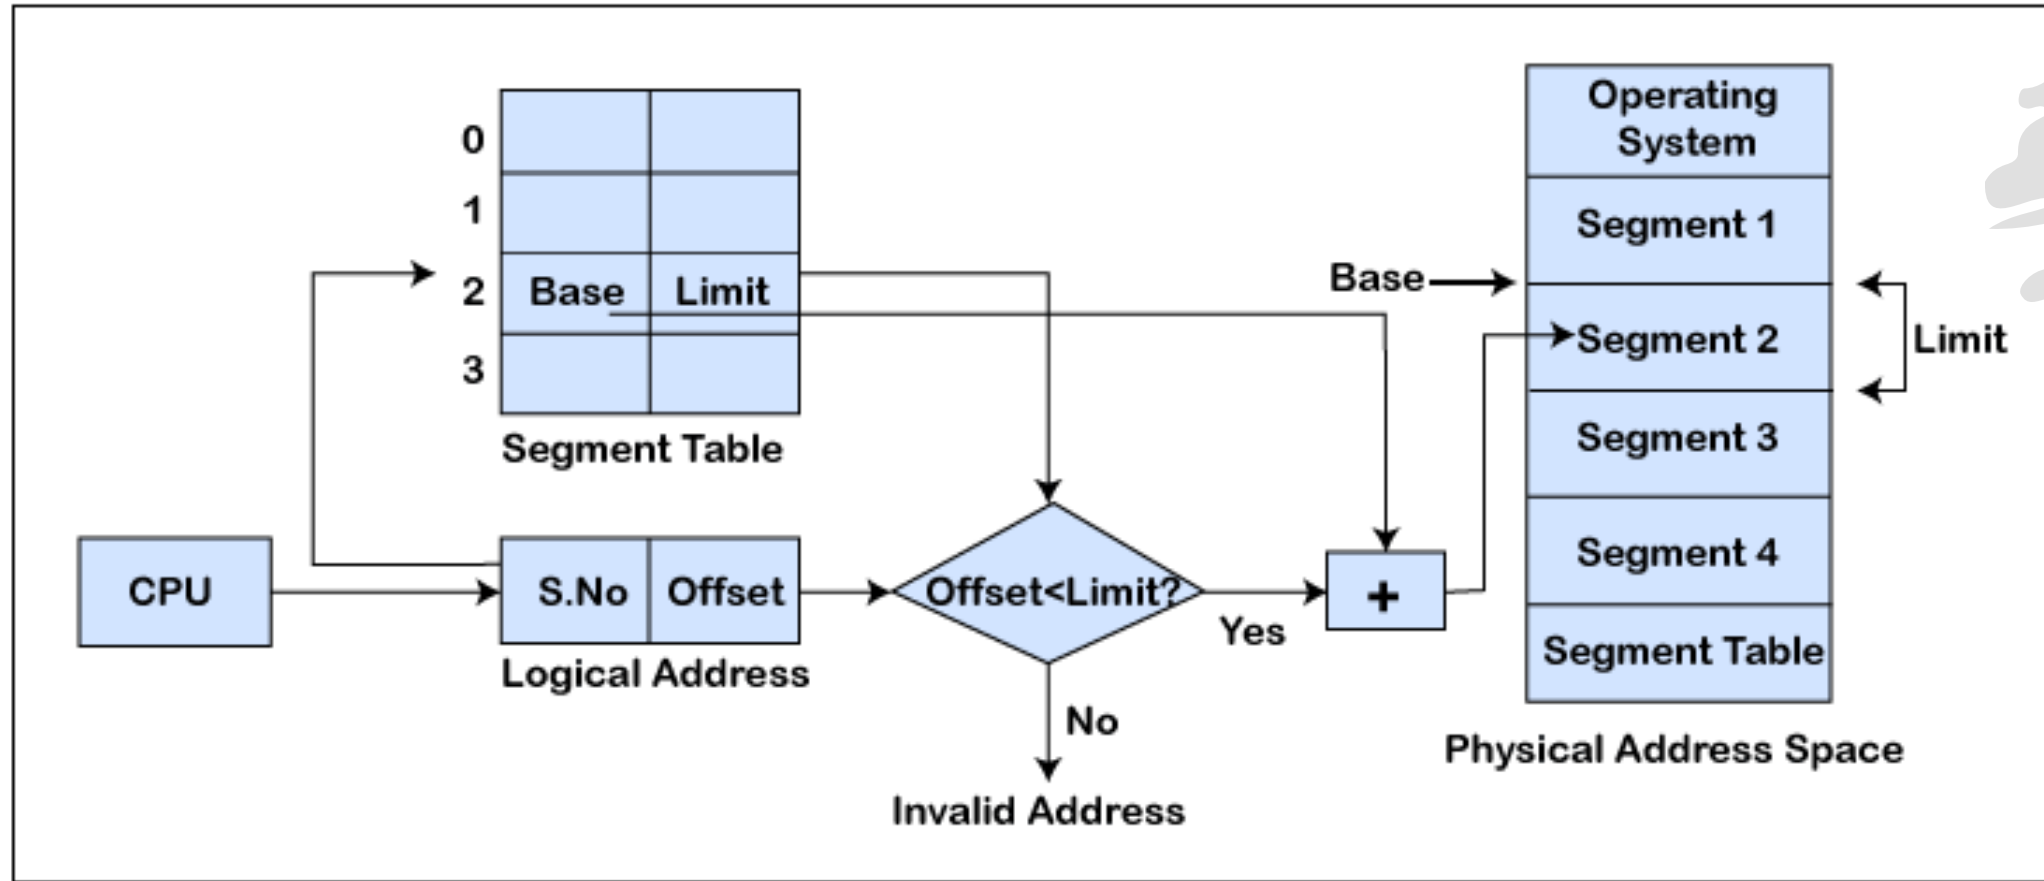 0
1
2
3
Base
Limit
Segment Table
CPU
S.No
Offset
Logical Address
Offset<Limit?
Yes
No
Invalid Address
+
Base
Operating
System
Segment 1
Segment 2
Segment 3
Segment 4
Segment Table
Limit
Physical Address Space